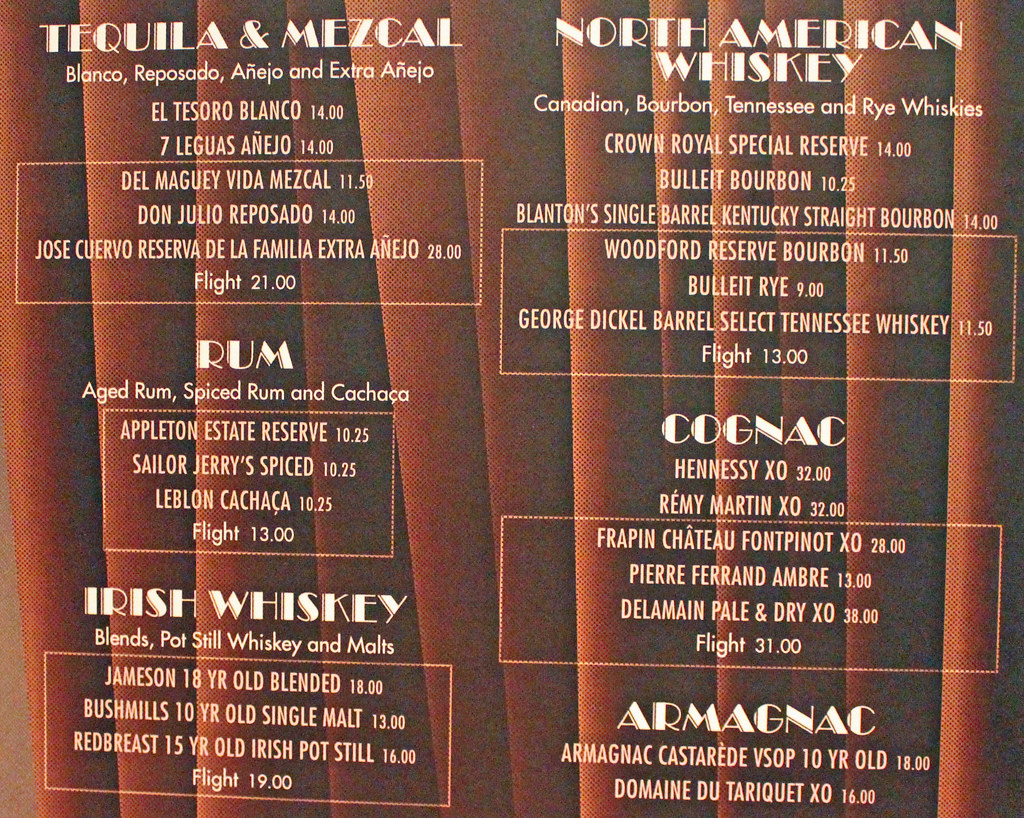 TEQUILA & MEZCAL
Blanco, Reposado, Añejo and Extra Añejo
EL TESORO BLANCO 14.00
7 LEGUAS AÑEJO 14.00
DEL MAGUEY VIDA MEZCAL 11.50
DON JULIO REPOSADO 14.00
JOSE CUERVO RESERVA DE LA FAMILIA EXTRA AÑEJO 28.00
Flight 21.00
RUM
Aged Rum, Spiced Rum and Cachaça
APPLETON ESTATE RESERVE 10.25
SAILOR JERRY'S SPICED 10.25
LEBLON CACHAÇA 10.25
Flight 13.00
IRISH WHISKEY
Blends, Pot Still Whiskey and Malts
JAMESON 18 YR OLD BLENDED 18.00
BUSHMILLS 10 YR OLD SINGLE MALT 13.00
REDBREAST 15 YR OLD IRISH POT STILL 16.00
Flight 19.00
NORTH AMERICAN
WHISKEY
Canadian, Bourbon, Tennessee and Rye Whiskies
CROWN ROYAL SPECIAL RESERVE 14.00
BULLEIT BOURBON 10.25
BLANTON'S SINGLE BARREL KENTUCKY STRAIGHT BOURBON 14.00
WOODFORD RESERVE BOURBON 11.50
BULLEIT RYE 9.00
GEORGE DICKEL BARREL SELECT TENNESSEE WHISKEY 11.50
Flight 13.00
COGNAC
HENNESSY XO 32.00
RÉMY MARTIN XO 32.00
FRAPIN CHÂTEAU FONTPINOT XO 28.00
PIERRE FERRAND AMBRE 13.00
DELAMAIN PALE & DRY XO 38.00
Flight 31.00
ARMAGNAC
ARMAGNAC CASTARÈDE VSOP 10 YR OLD 18.00
DOMAINE DU TARIQUET XO 16.00